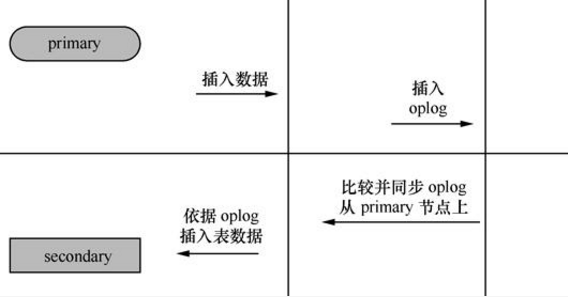 primary
插入数据
插入
oplog
比较并同步 oplog
从 primary 节点上
依据 oplog
插入表数据
secondary